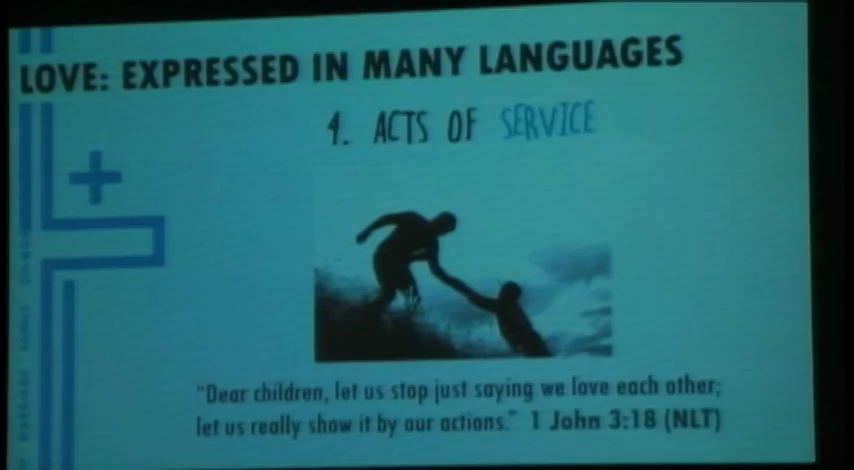 LOVE: EXPRESSED IN MANY LANGUAGES
4. ACTS OF SERVICE
"Dear children, let us stop just saying we love each other;
let us really show it by our actions." 1 John 3:18 (NLT)